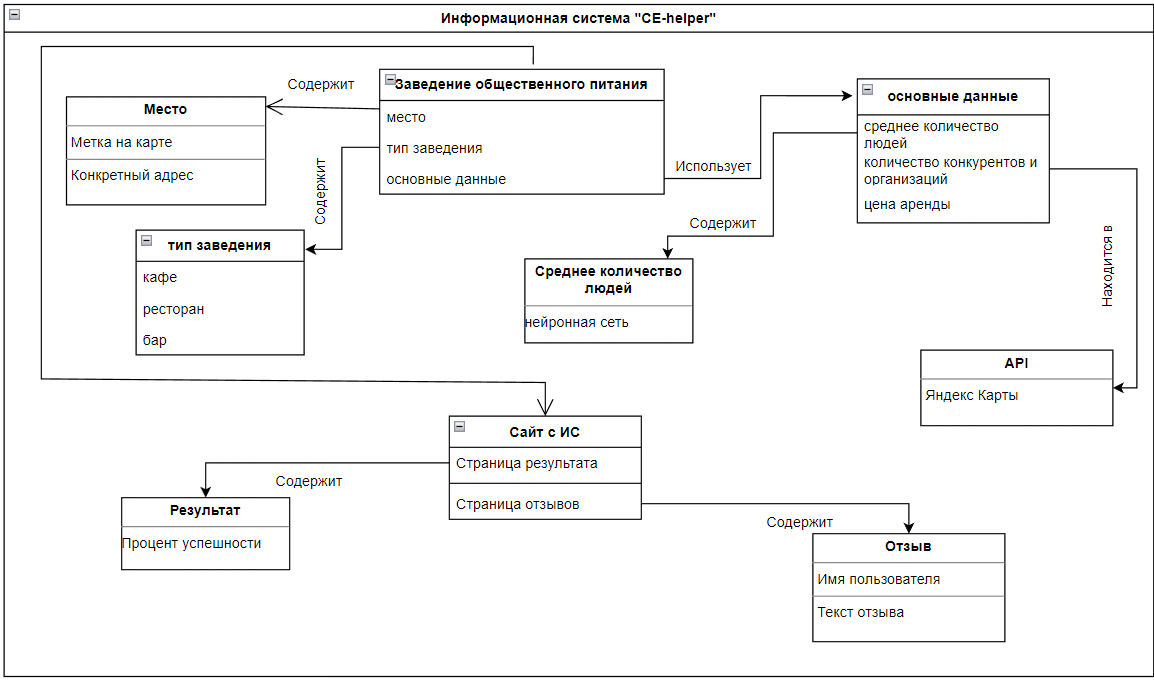 Информационная система "CE-helper"
Содержит
Заведение общественного питания
место
тип заведения
основные данные
Место
Метка на карте
Конкретный адрес
Содержит
тип заведения
кафе
ресторан
бар
Использует
основные данные
среднее количество
людей
количество конкурентов и
организаций
цена аренды
Содержит
Среднее количество
людей
нейронная сеть
Находится в
API
Яндекс Карты
Сайт с ИС
Страница результата
Страница отзывов
Содержит
Результат
Процент успешности
Содержит
Отзыв
Имя пользователя
Текст отзыва